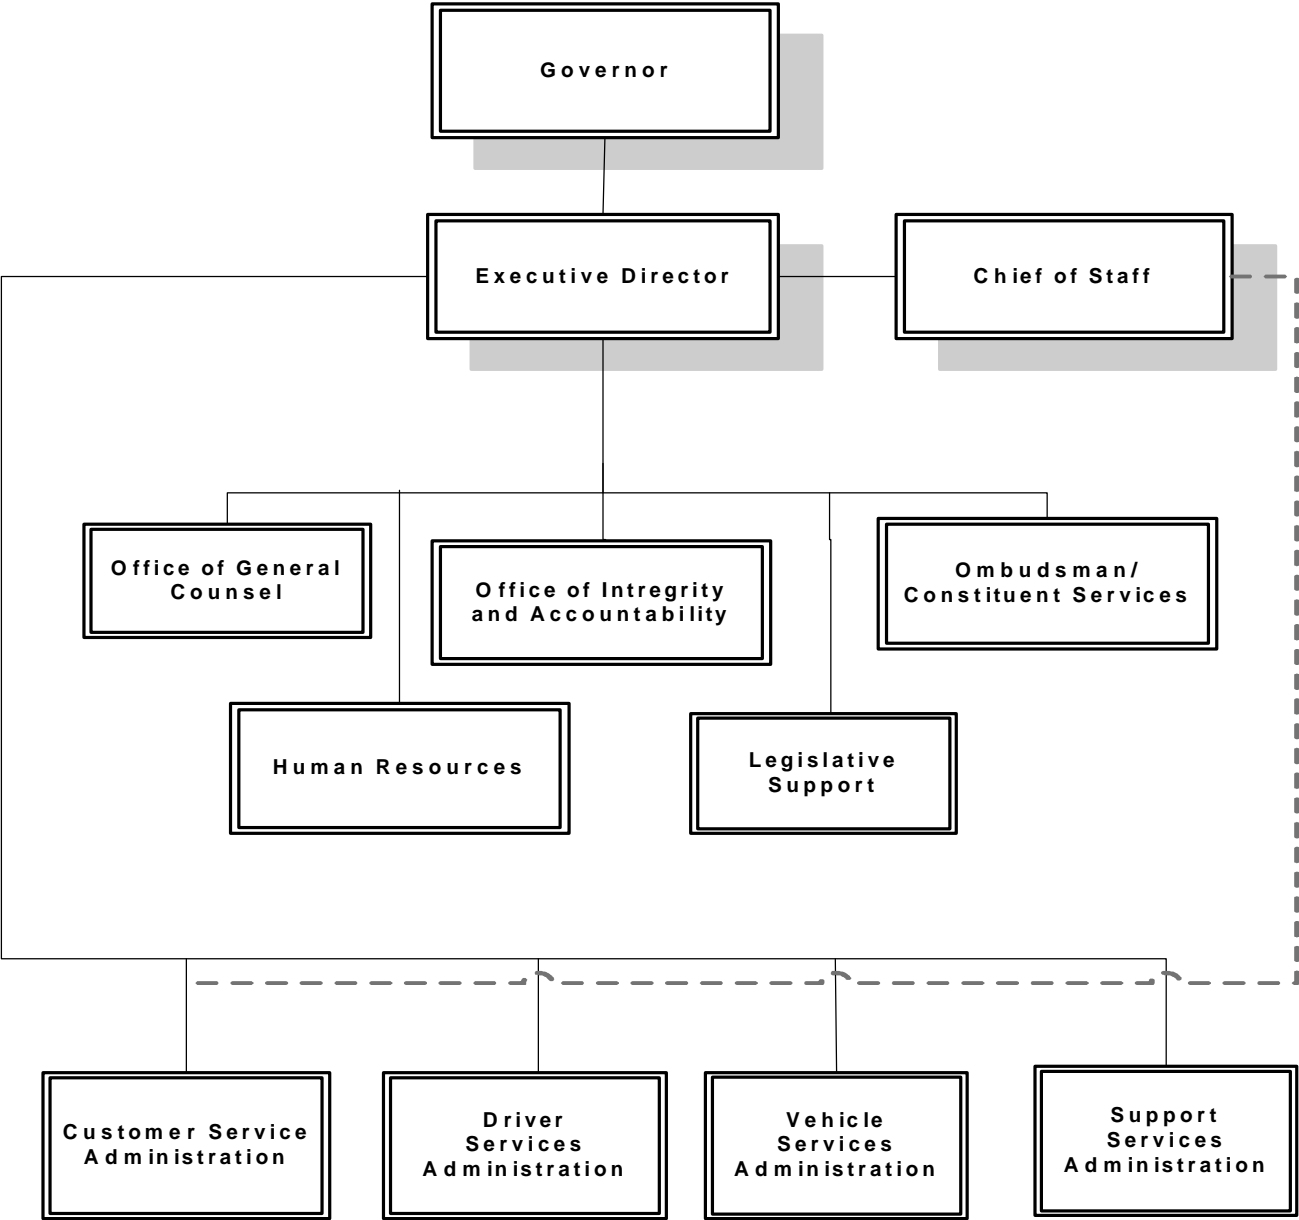 Governor
Executive Director
Chief of Staff
Office of General
Counsel
Office of Intregrity
and Accountability
Ombudsman/
Constituent Services
Human Resources
Legislative
Support
Customer Service
Administration
Driver
Services
Administration
Vehicle
Services
Administration
Support
Services
Administration